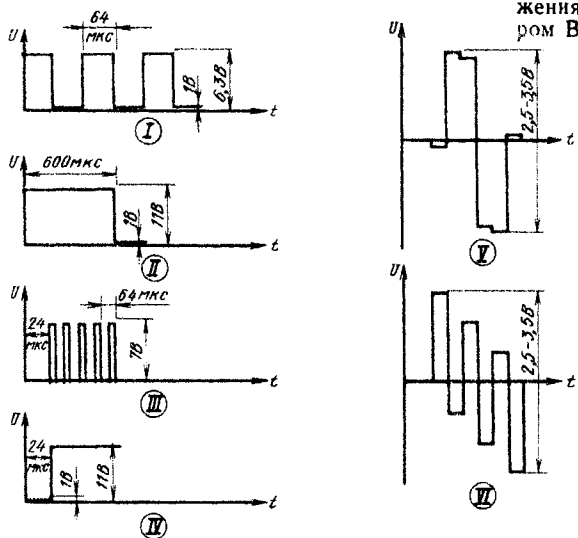 жения
ром В
U
64
мкс
1В
6,3В
t
I
U
600мкс
1В
11В
t
II
U
24
мкс
64мкс
7В
t
III
U
24
мкс
1В
11В
t
IV
U
2,5-3,5В
t
V
U
2,5-3,5В
t
VI